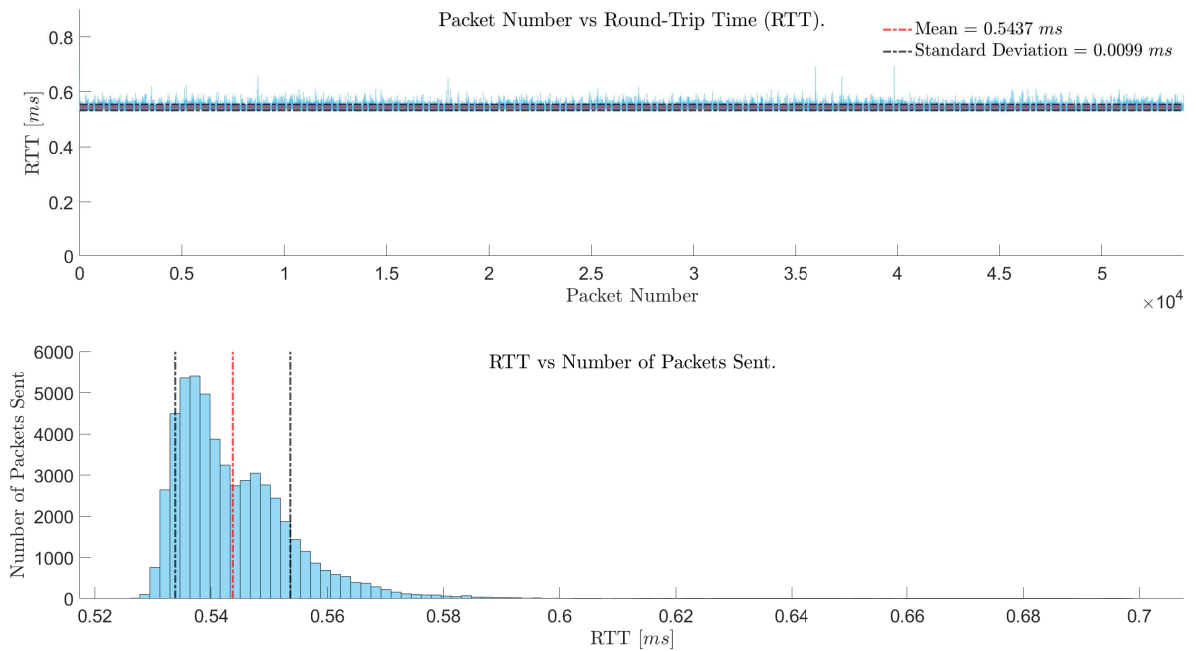 Packet Number vs Round-Trip Time (RTT).
Mean = 0.5437 ms
Standard Deviation = 0.0099 ms
RTT [ms]
0.8
0.6
0.4
0.2
0
0 0.5 1 1.5 2 2.5 3 3.5 4 4.5 5
Packet Number
×10⁴
RTT vs Number of Packets Sent.
Number of Packets Sent
6000
5000
4000
3000
2000
1000
0
0.52 0.54 0.56 0.58 0.6 0.62 0.64 0.66 0.68 0.7
RTT [ms]